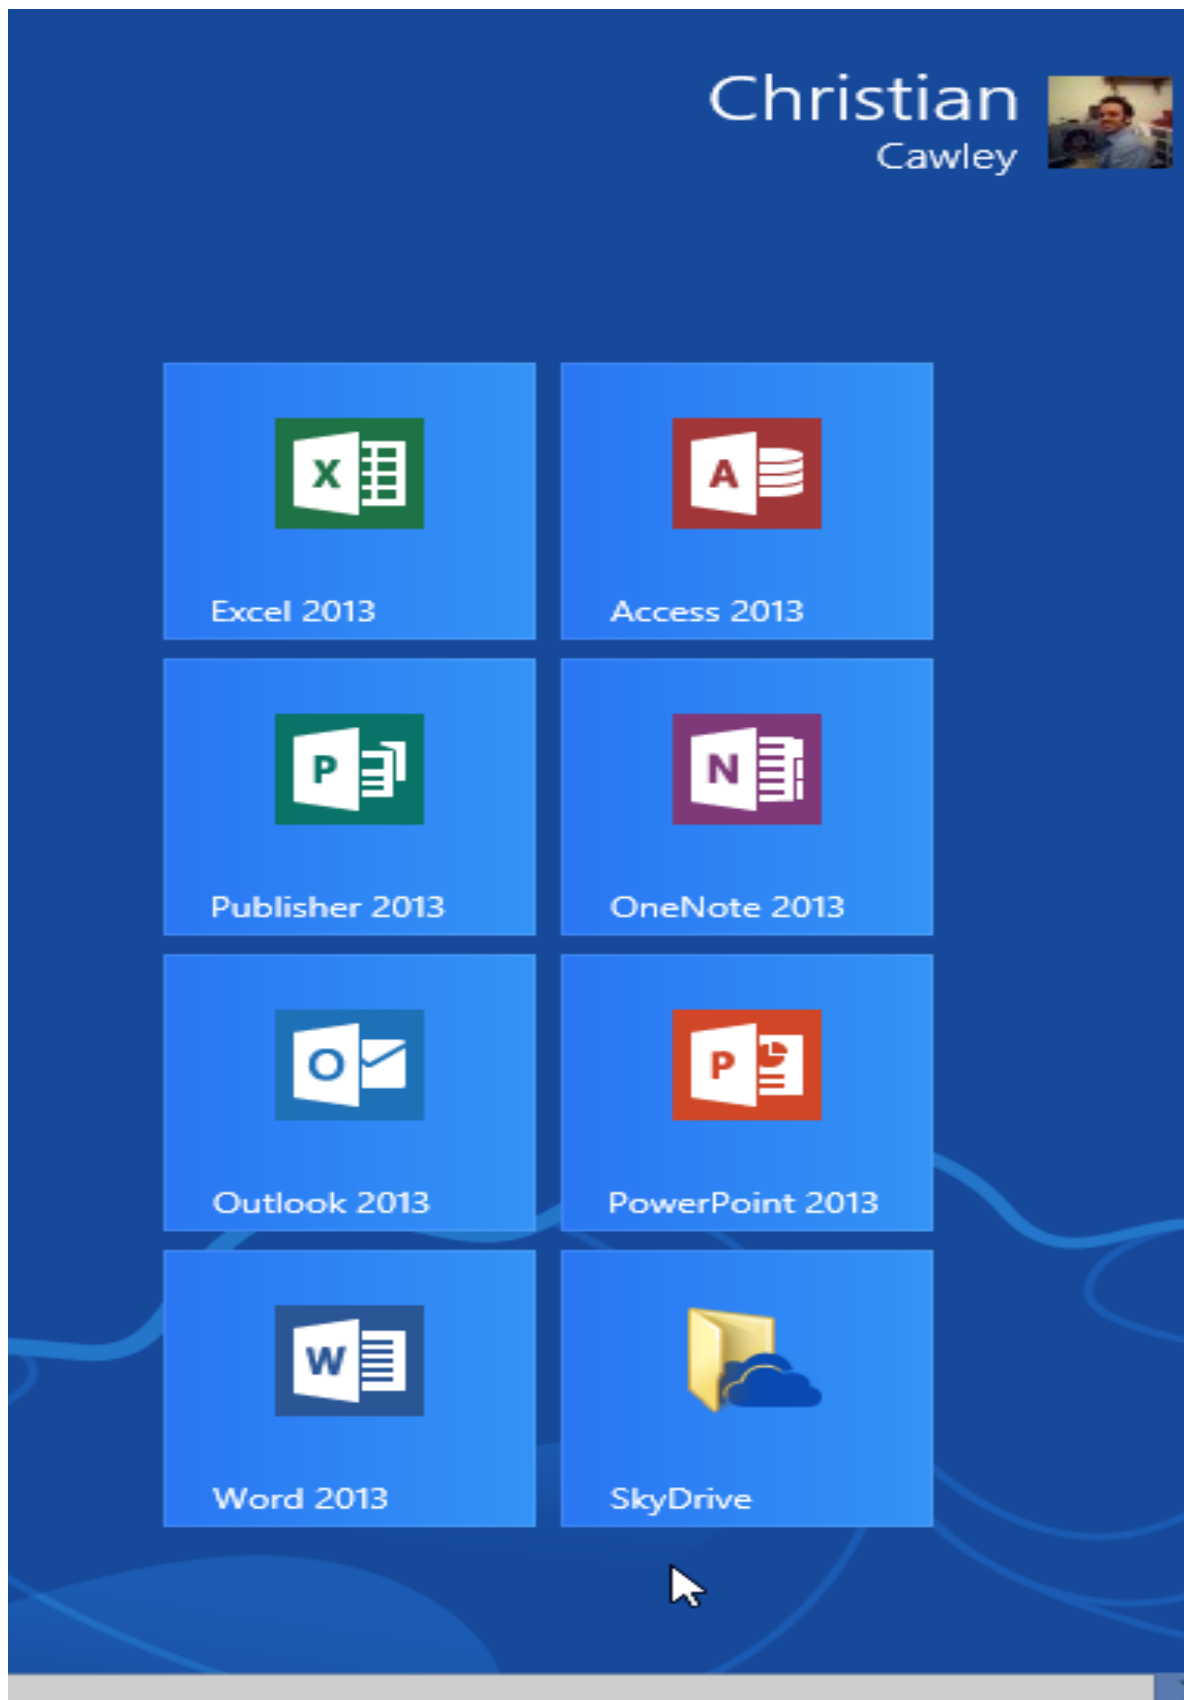 Christian
Cawley
X
A
Excel 2013
Access 2013
P
N
Publisher 2013
OneNote 2013
O
P
Outlook 2013
PowerPoint 2013
W
Word 2013
SkyDrive